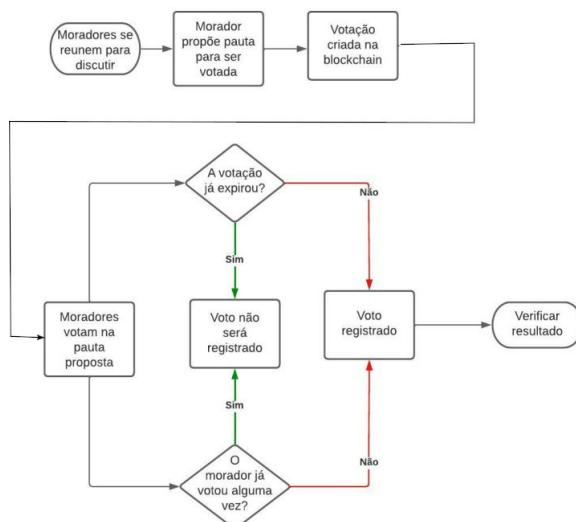 Moradores se
reunem para
discutir
Morador
propõe pauta
para ser
votada
Votação
criada na
blockchain
A votação
já expirou?
Não
Sim
Moradores
votam na
pauta
proposta
Voto não
será
registrado
Voto
registrado
Verificar
resultado
Sim
Não
O
morador já
votou alguma
vez?